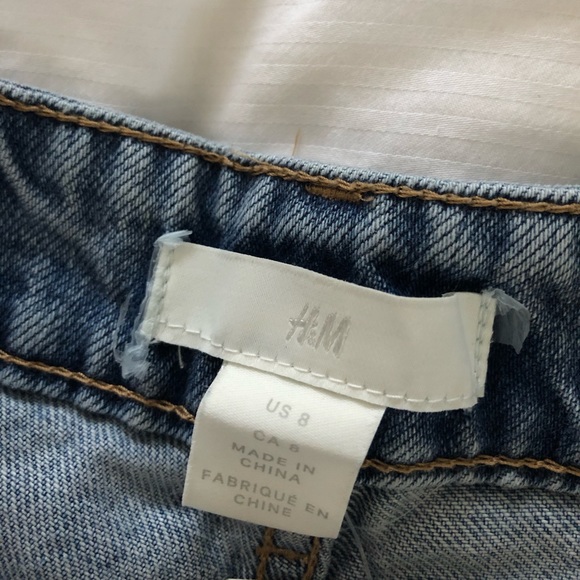 H&M
US 8
CA 8
MADE IN
CHINA
FABRIQUÉ EN
CHINE